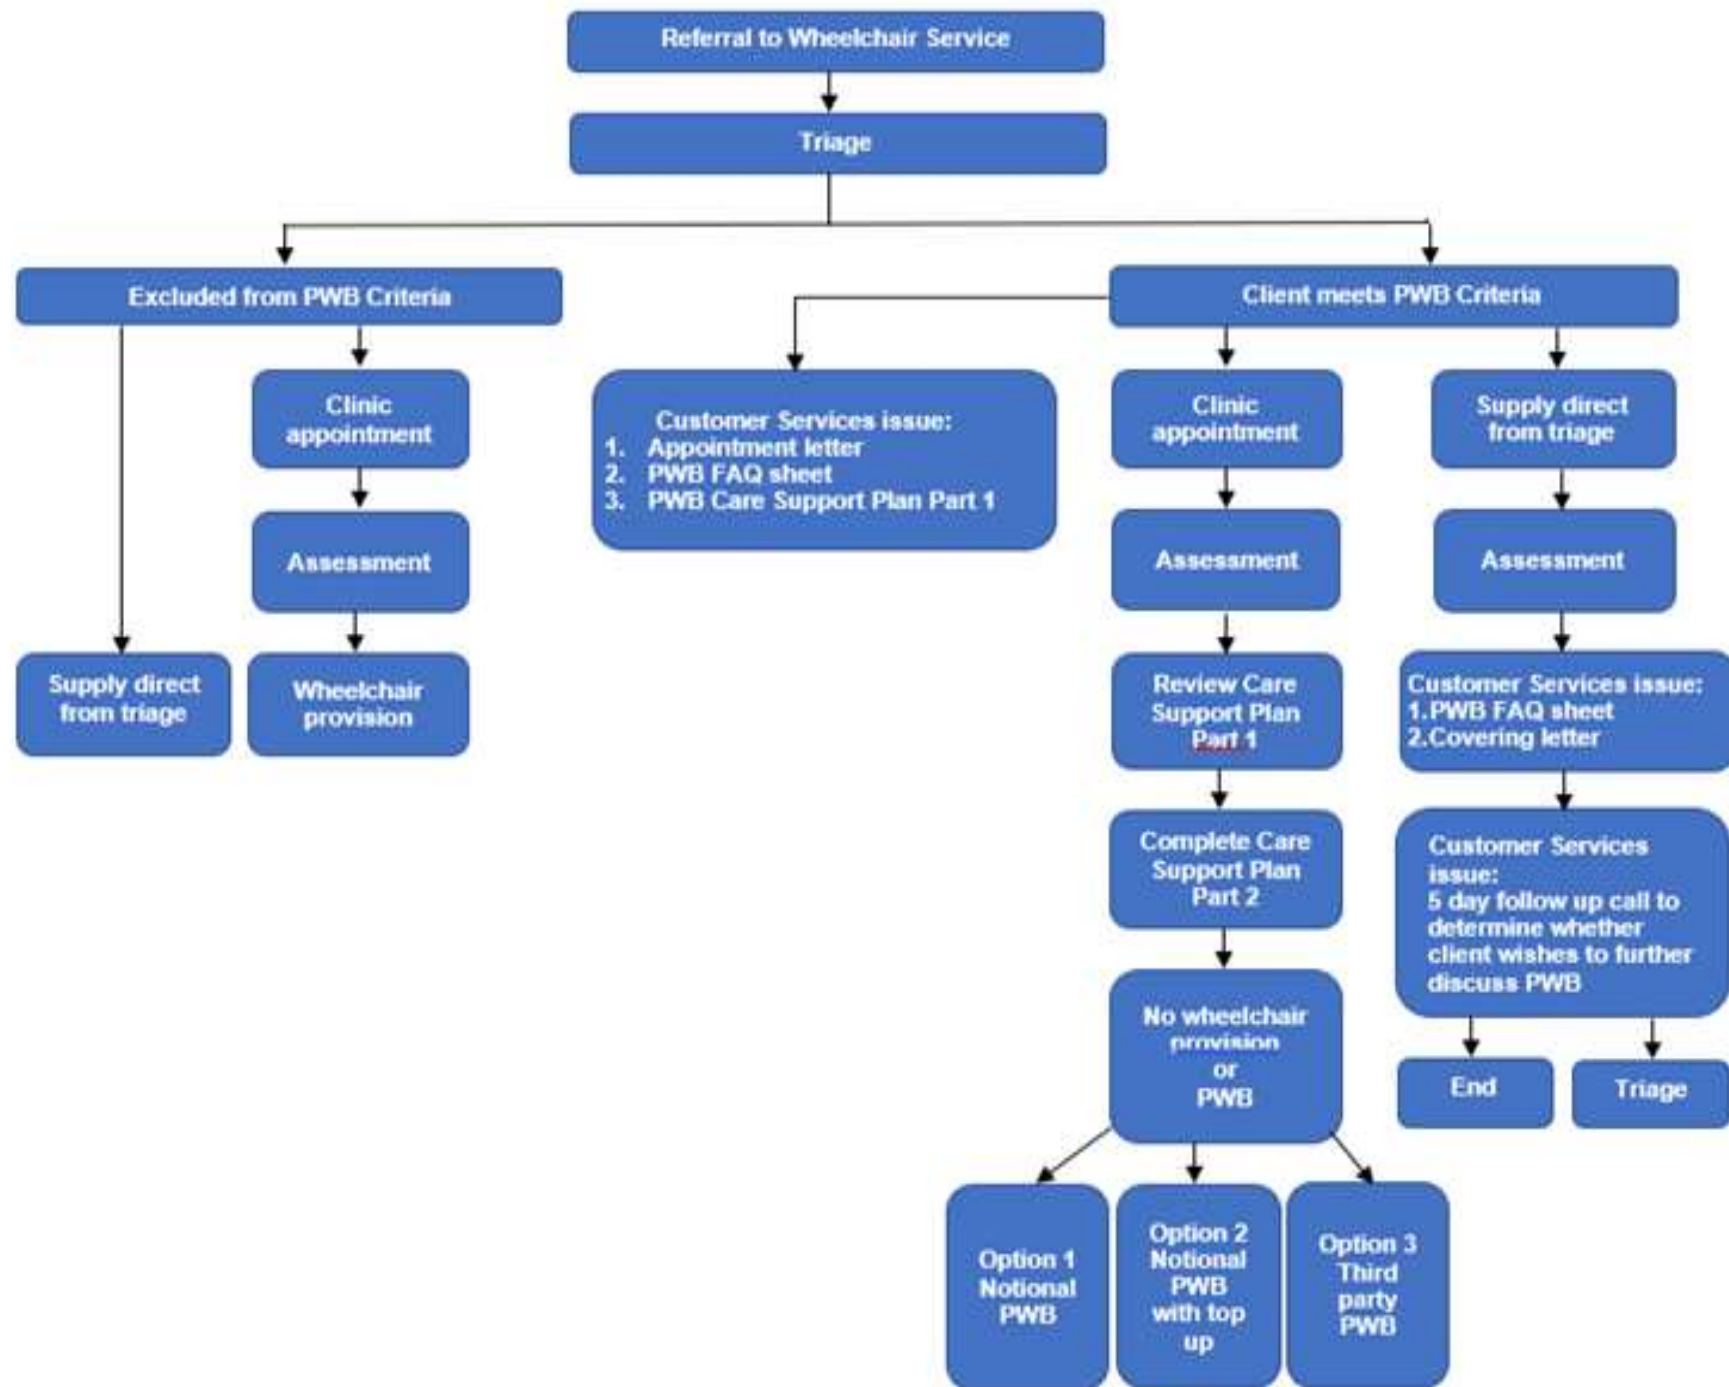 Referral to Wheelchair Service
Triage
Excluded from PWB Criteria
Client meets PWB Criteria
Clinic
appointment
Assessment
Supply direct
from triage
Wheelchair
provision
Customer Services issue:
1. Appointment letter
2. PWB FAQ sheet
3. PWB Care Support Plan Part 1
Clinic
appointment
Assessment
Review Care
Support Plan
Part 1
Complete Care
Support Plan
Part 2
No wheelchair
provision
or
PWB
Option 1
Notional
PWB
Option 2
Notional
PWB
with top
up
Option 3
Third
party
PWB
Supply direct
from triage
Assessment
Customer Services issue:
1.PWB FAQ sheet
2.Covering letter
Customer Services
issue:
5 day follow up call to
determine whether
client wishes to further
discuss PWB
End
Triage